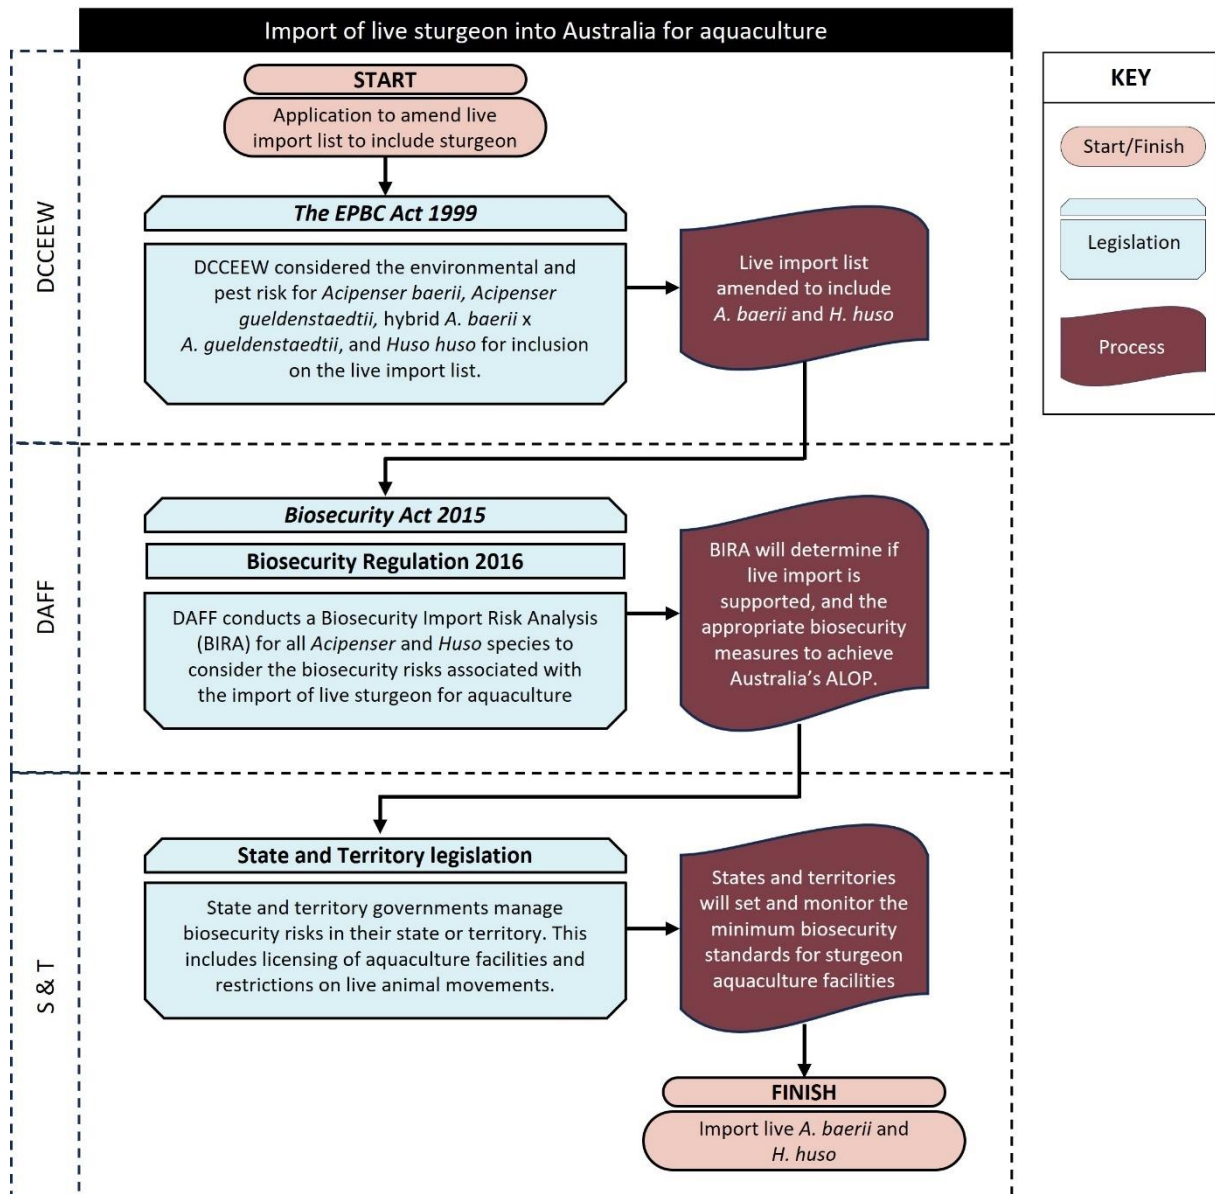 Import of live sturgeon into Australia for aquaculture
DCCEEW
START
Application to amend live
import list to include sturgeon
The EPBC Act 1999
DCCEEW considered the environmental and
pest risk for Acipenser baerii, Acipenser
gueldenstaedtii, hybrid A. baerii x
A. gueldenstaedtii, and Huso huso for inclusion
on the live import list.
Live import list
amended to include
A. baerii and H. huso
KEY
Start/Finish
Legislation
Process
DAFF
Biosecurity Act 2015
Biosecurity Regulation 2016
DAFF conducts a Biosecurity Import Risk Analysis
(BIRA) for all Acipenser and Huso species to
consider the biosecurity risks associated with
the import of live sturgeon for aquaculture
BIRA will determine if
live import is
supported, and the
appropriate biosecurity
measures to achieve
Australia’s ALOP.
S & T
State and Territory legislation
State and territory governments manage
biosecurity risks in their state or territory. This
includes licensing of aquaculture facilities and
restrictions on live animal movements.
States and territories
will set and monitor the
minimum biosecurity
standards for sturgeon
aquaculture facilities
FINISH
Import live A. baerii and
H. huso